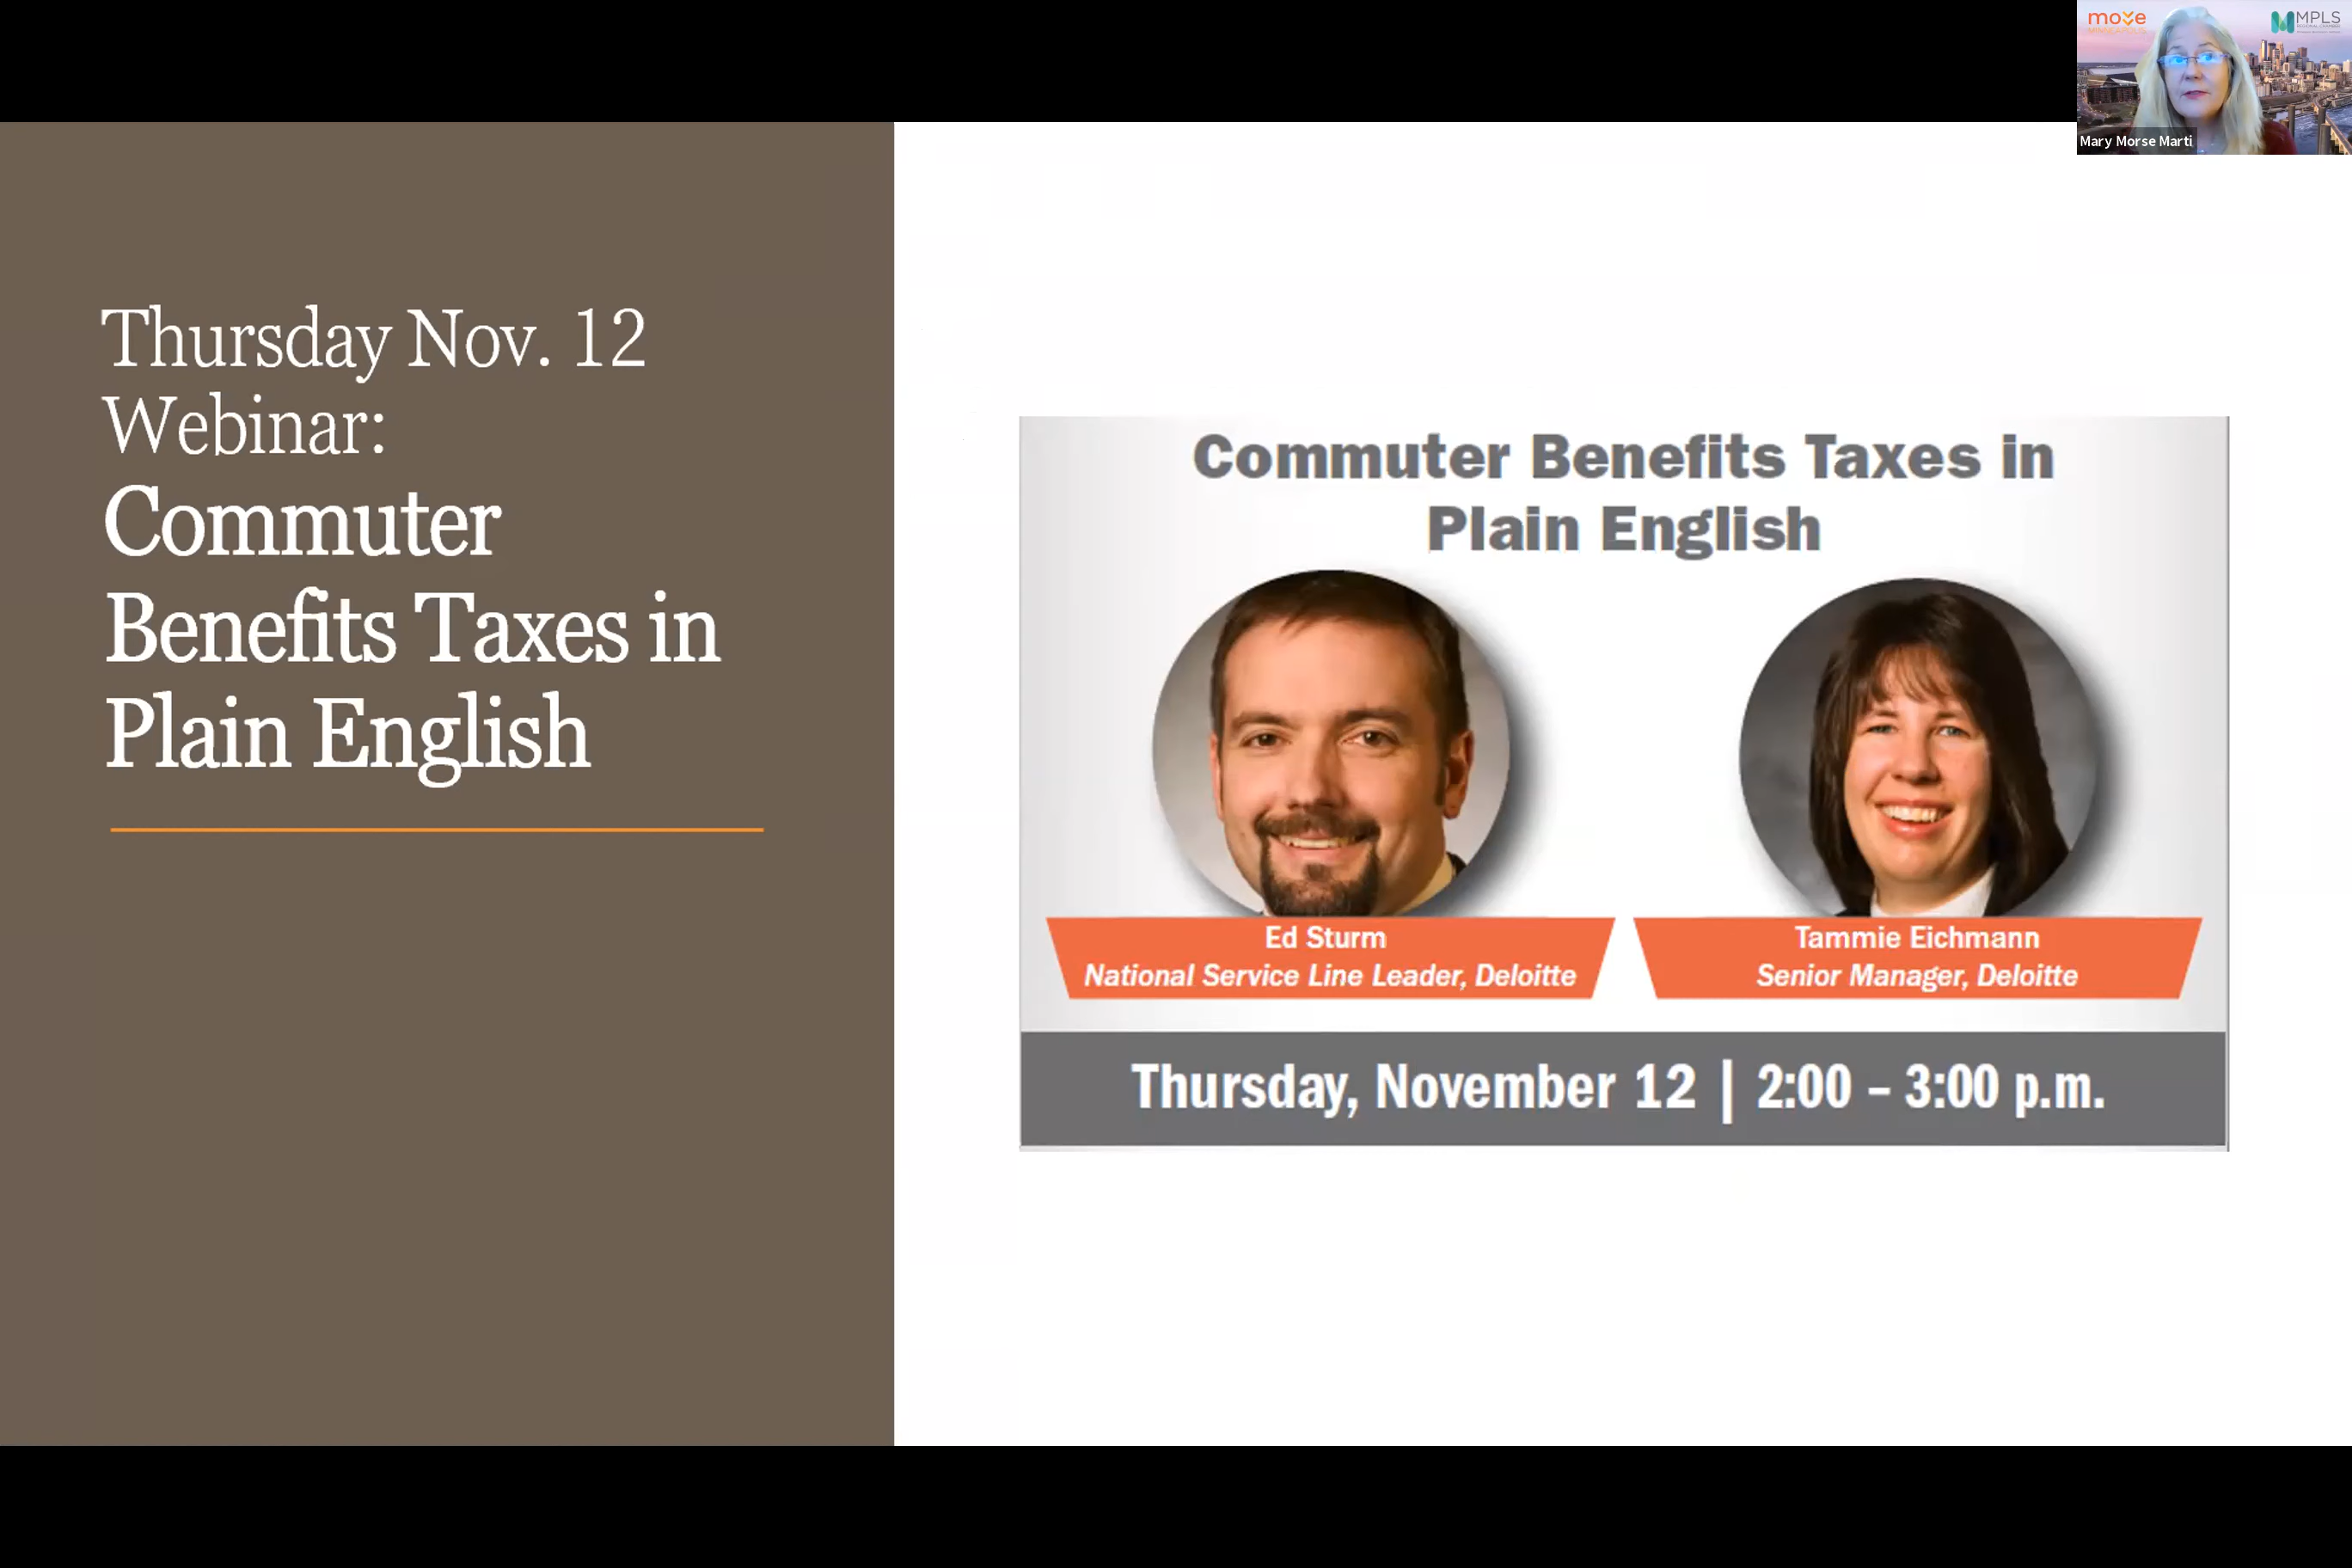 move
MPLS
Mary Morse Marti
Thursday Nov. 12
Webinar:
Commuter
Benefits Taxes in
Plain English
Commuter Benefits Taxes in
Plain English
Ed Sturm
National Service Line Leader, Deloitte
Tammie Eichmann
Senior Manager, Deloitte
Thursday, November 12 | 2:00 – 3:00 p.m.